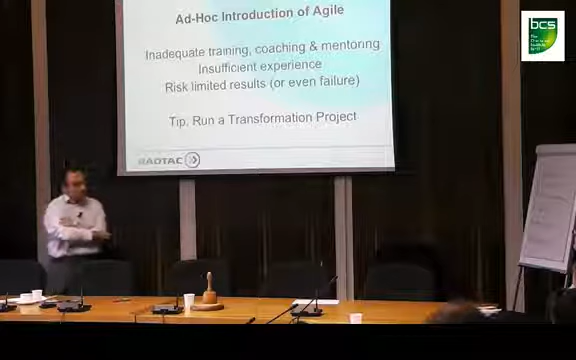 Ad-Hoc Introduction of Agile
Inadequate training, coaching & mentoring
Insufficient experience
Risk limited results (or even failure)
Tip, Run a Transformation Project
RADTAC
bcs